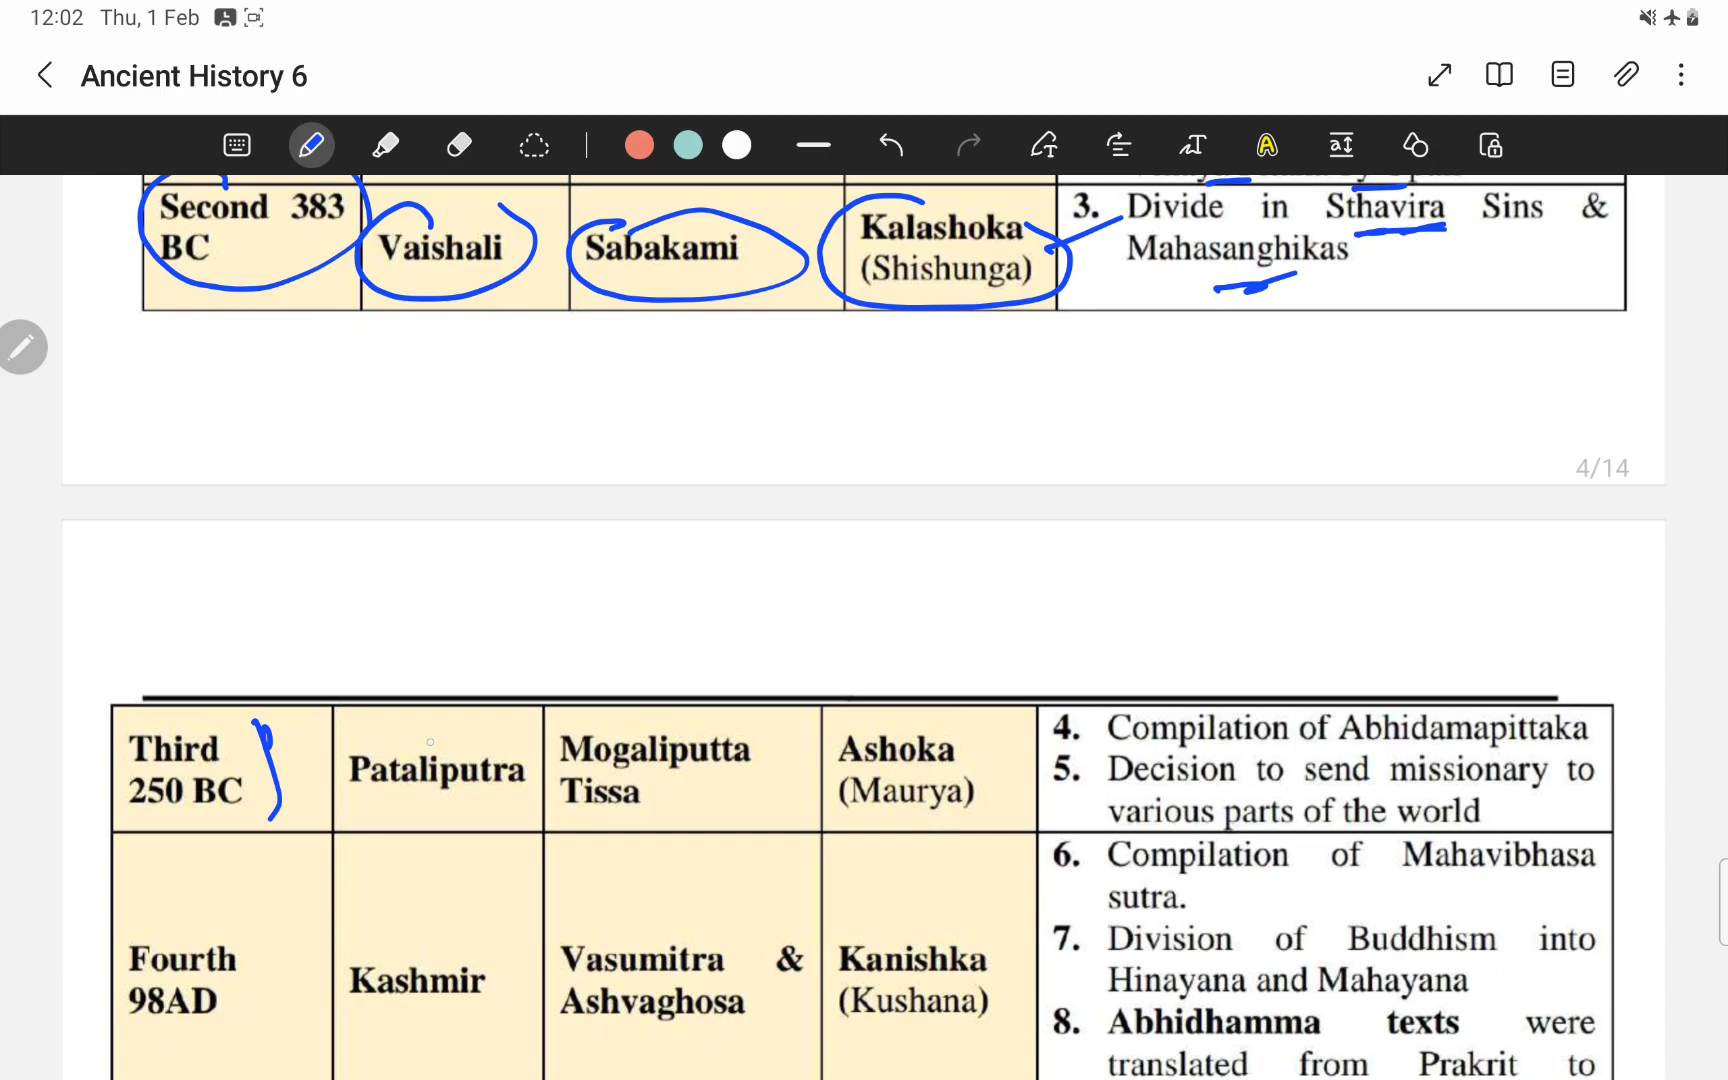 12:02 Thu, 1 Feb
Ancient History 6
Second 383 BC
Vaishali
Sabakami
Kalashoka
(Shishunga)
3. Divide in Sthavira Sins &
Mahasanghikas
4/14
Third
250 BC
Pataliputra
Mogaliputta
Tissa
Ashoka
(Maurya)
4. Compilation of Abhidamapittaka
5. Decision to send missionary to
various parts of the world
Fourth
98AD
Kashmir
Vasumitra &
Ashvaghosa
Kanishka
(Kushana)
6. Compilation of Mahavibhasa
sutra.
7. Division of Buddhism into
Hinayana and Mahayana
8. Abhidhamma texts were
translated from Prakrit to